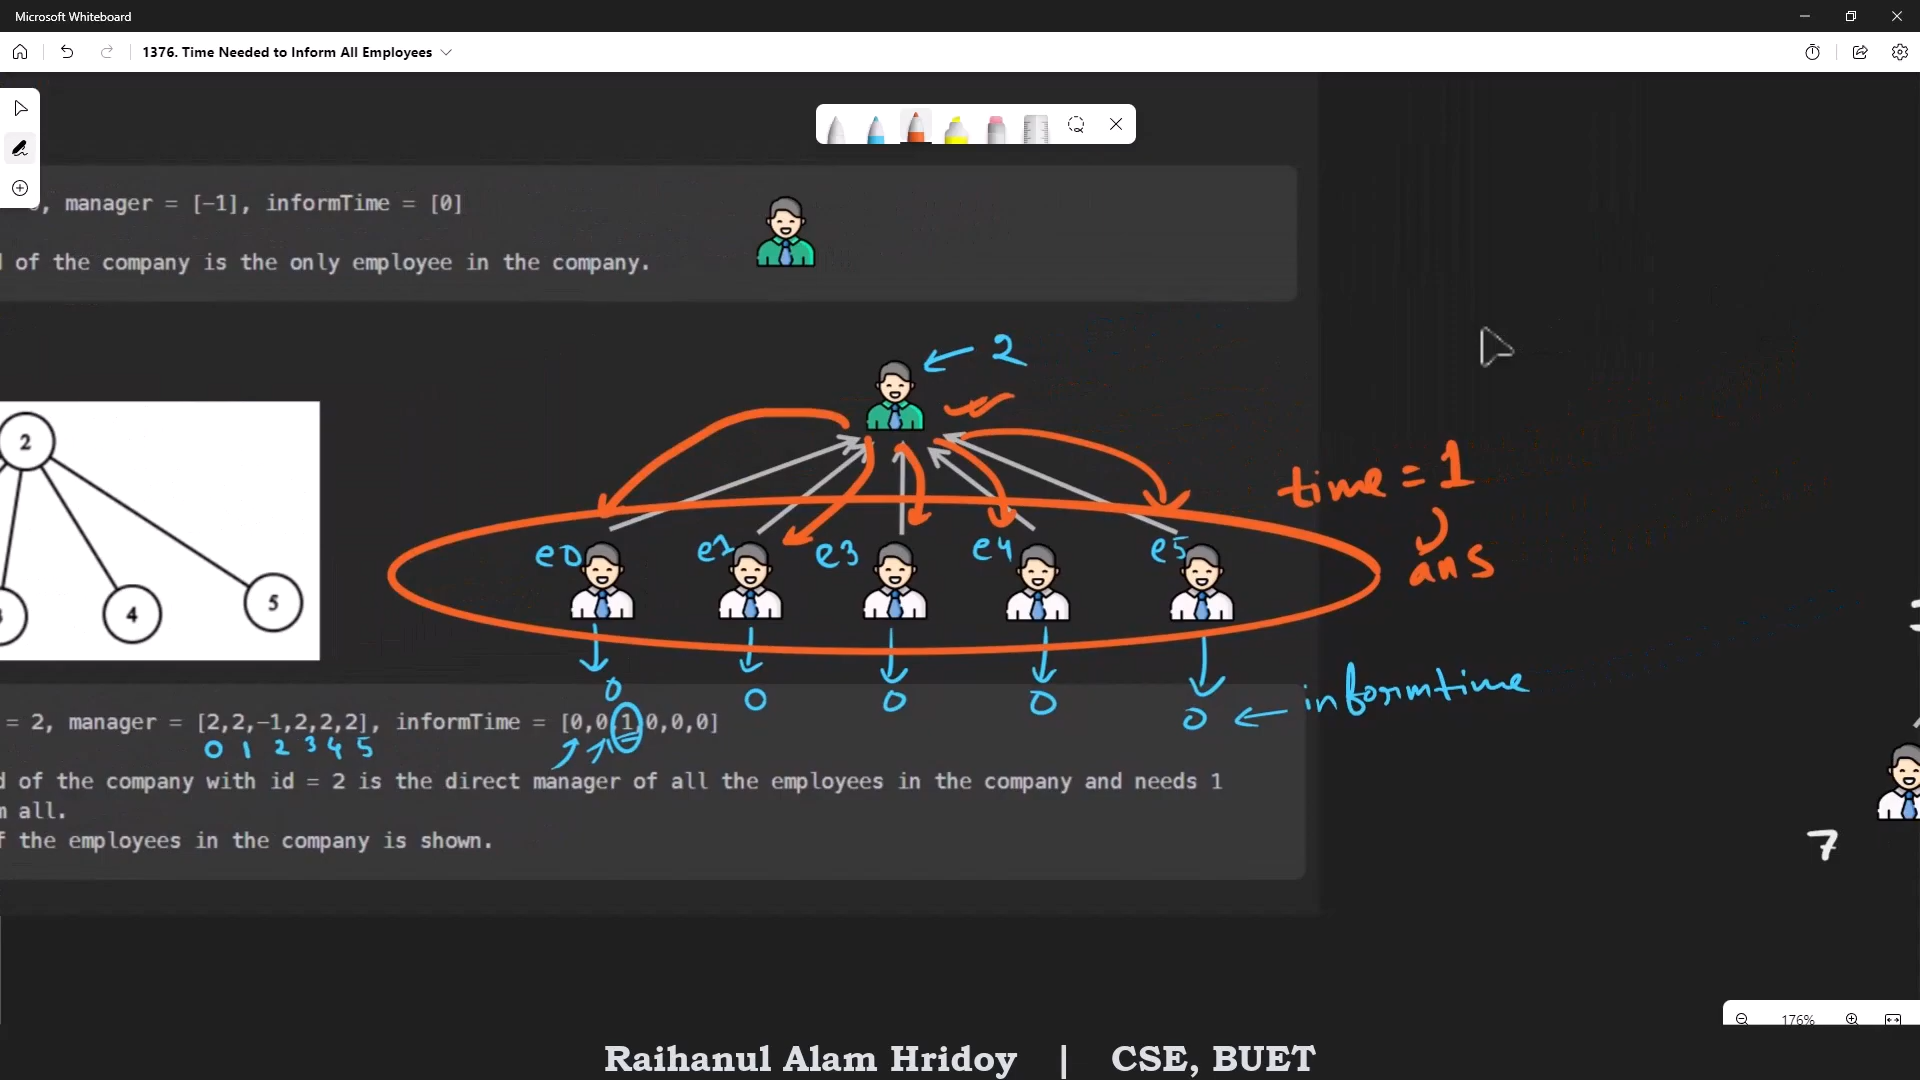 Microsoft Whiteboard
1376. Time Needed to Inform All Employees
, manager = [-1], informTime = [0]
of the company is the only employee in the company.
2
2
time = 1
ans
e0 e1 e3 e4 e5
3 4 5
0 0 0 0 0 ← informtime
= 2, manager = [2,2,-1,2,2,2], informTime = [0,0,1,0,0,0]
0 1 2 3 4 5
d of the company with id = 2 is the direct manager of all the employees in the company and needs 1
m all.
f the employees in the company is shown.
7
176%
Raihanul Alam Hridoy | CSE, BUET